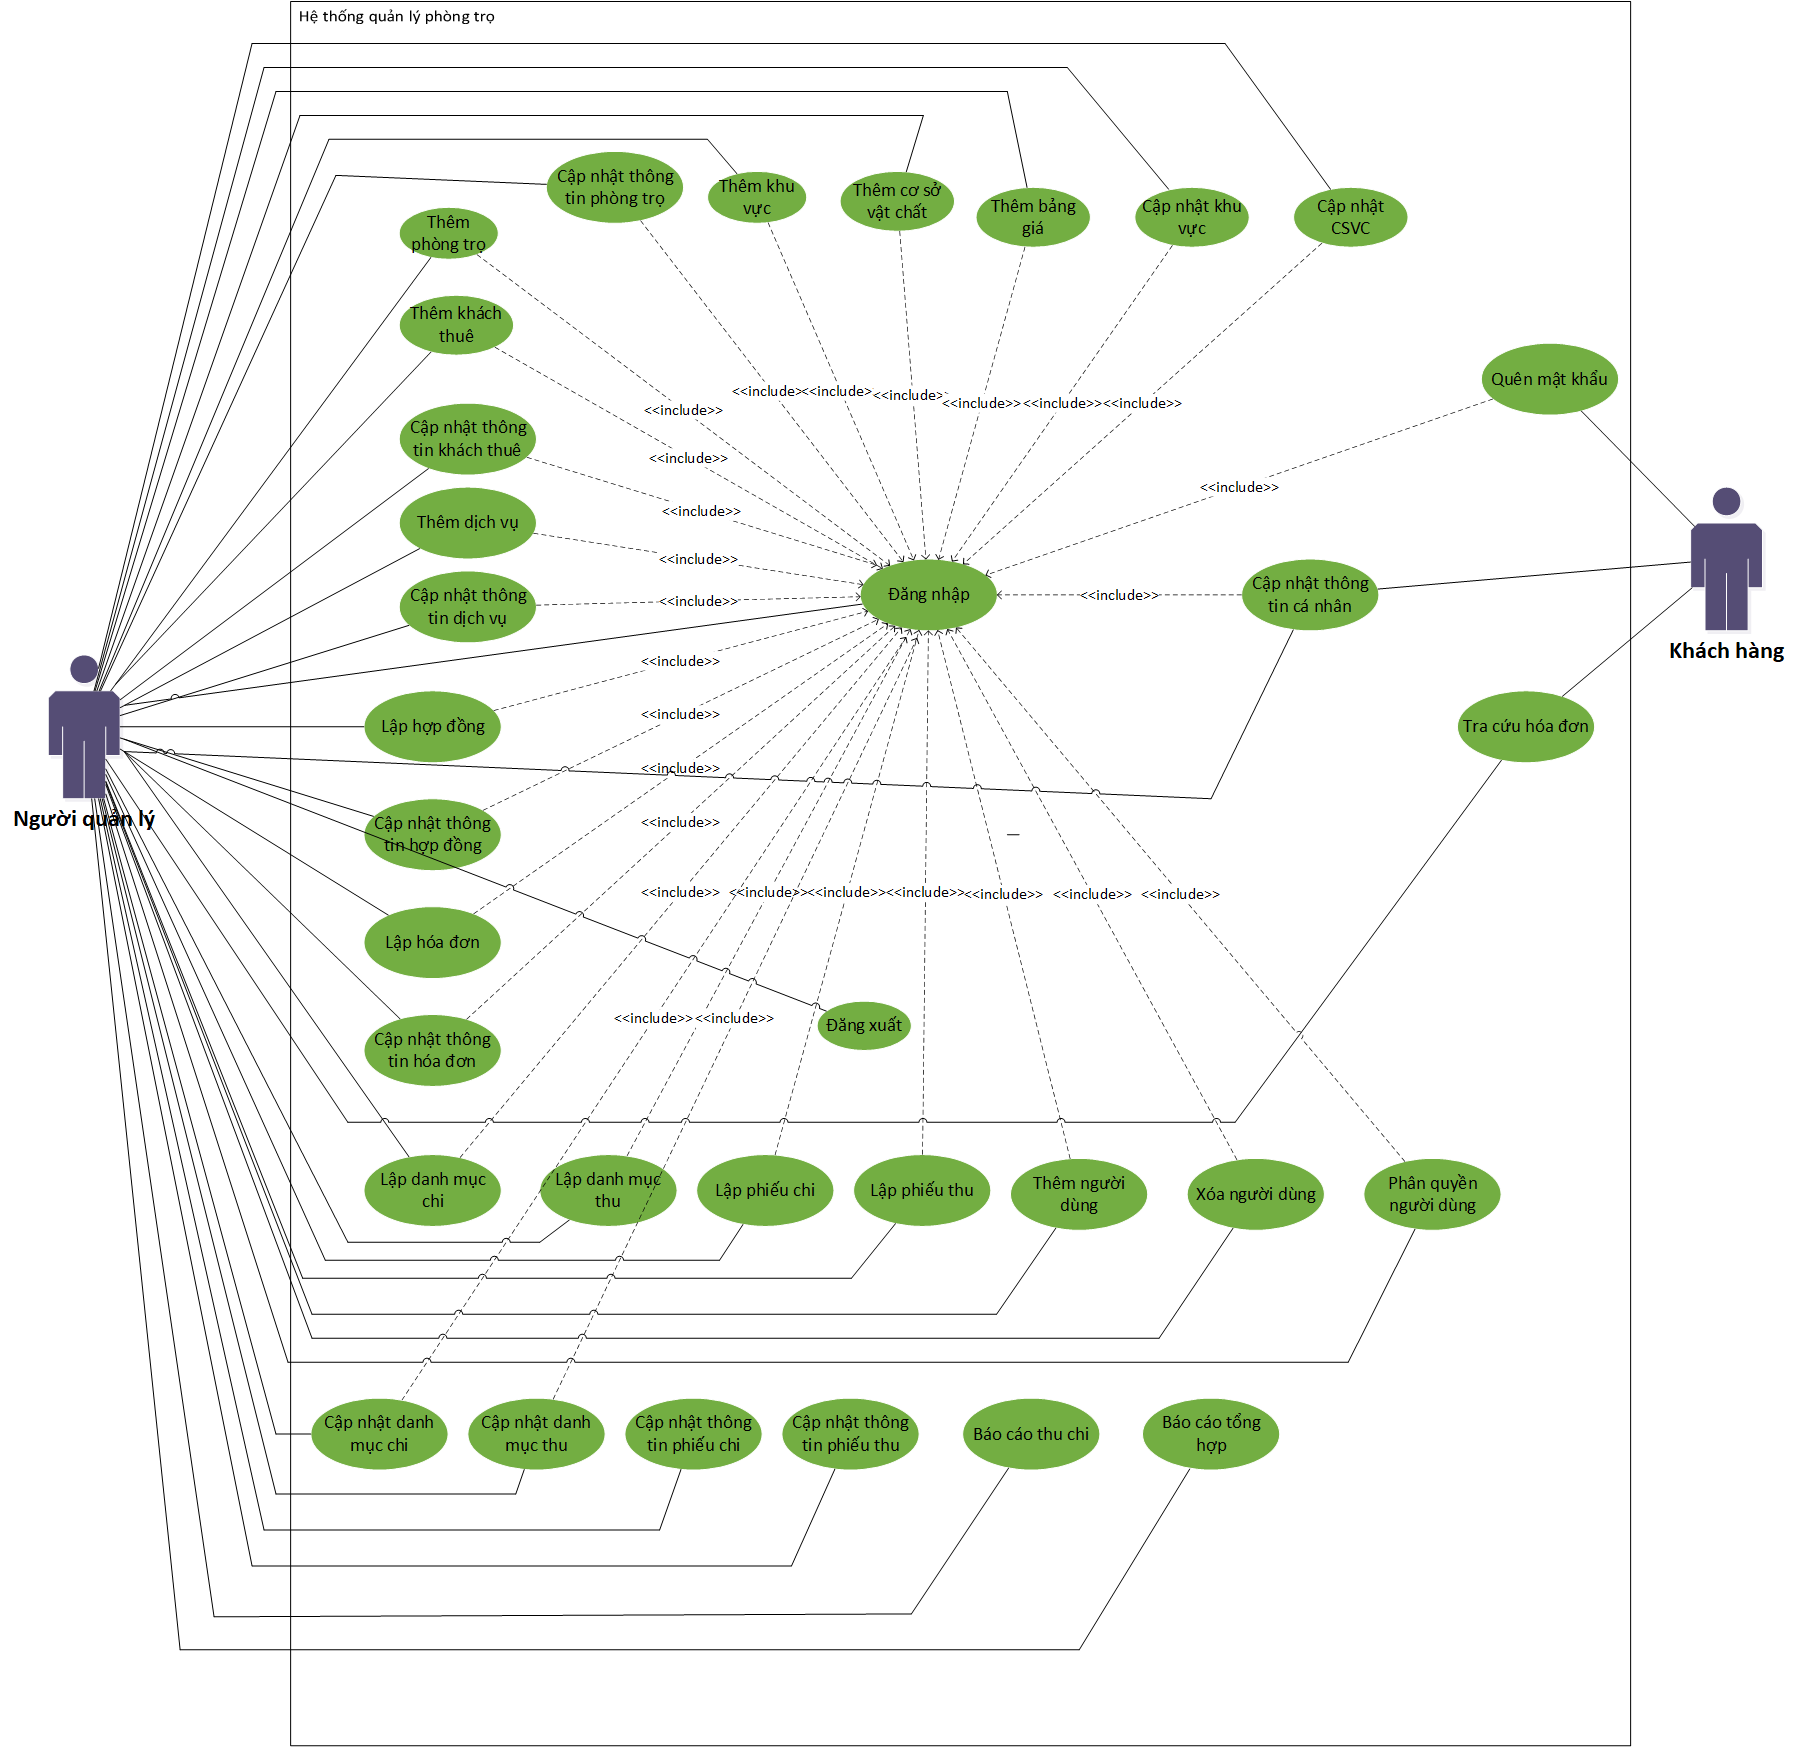 Hệ thống quản lý phòng trọ
Cập nhật thông
tin phòng trọ
Thêm khu
vực
Thêm cơ sở
vật chất
Thêm bảng
giá
Cập nhật khu
vực
Cập nhật
CSVC
Thêm
phòng trọ
Thêm khách
thuê
Quên mật khẩu
<<include>>
<<include>
<<include>
<<include>
<<include>>
<<include>>
<<include>>
Cập nhật thông
tin khách thuê
<<include>>
<<include>>
<<include>>
Thêm dịch vụ
<<include>>
Cập nhật thông
tin dịch vụ
<<include>>
Đăng nhập
<<include>>
Cập nhật thông
tin cá nhân
Khách hàng
<<include>>
Lập hợp đồng
<<include>>
Tra cứu hóa đơn
<<include>>
Người quản lý
Cập nhật thông
tin hợp đồng
<<include>>
<<include>>
<<include>>
<<include>>
<<include>>
<<include>>
<<include>>
<<include>>
Lập hóa đơn
<<include>>
<<include>>
Đăng xuất
Cập nhật thông
tin hóa đơn
Lập danh mục
chi
Lập danh mục
thu
Lập phiếu chi
Lập phiếu thu
Thêm người
dùng
Xóa người dùng
Phân quyền
người dùng
Cập nhật danh
mục chi
Cập nhật danh
mục thu
Cập nhật thông
tin phiếu chi
Cập nhật thông
tin phiếu thu
Báo cáo thu chi
Báo cáo tổng
hợp